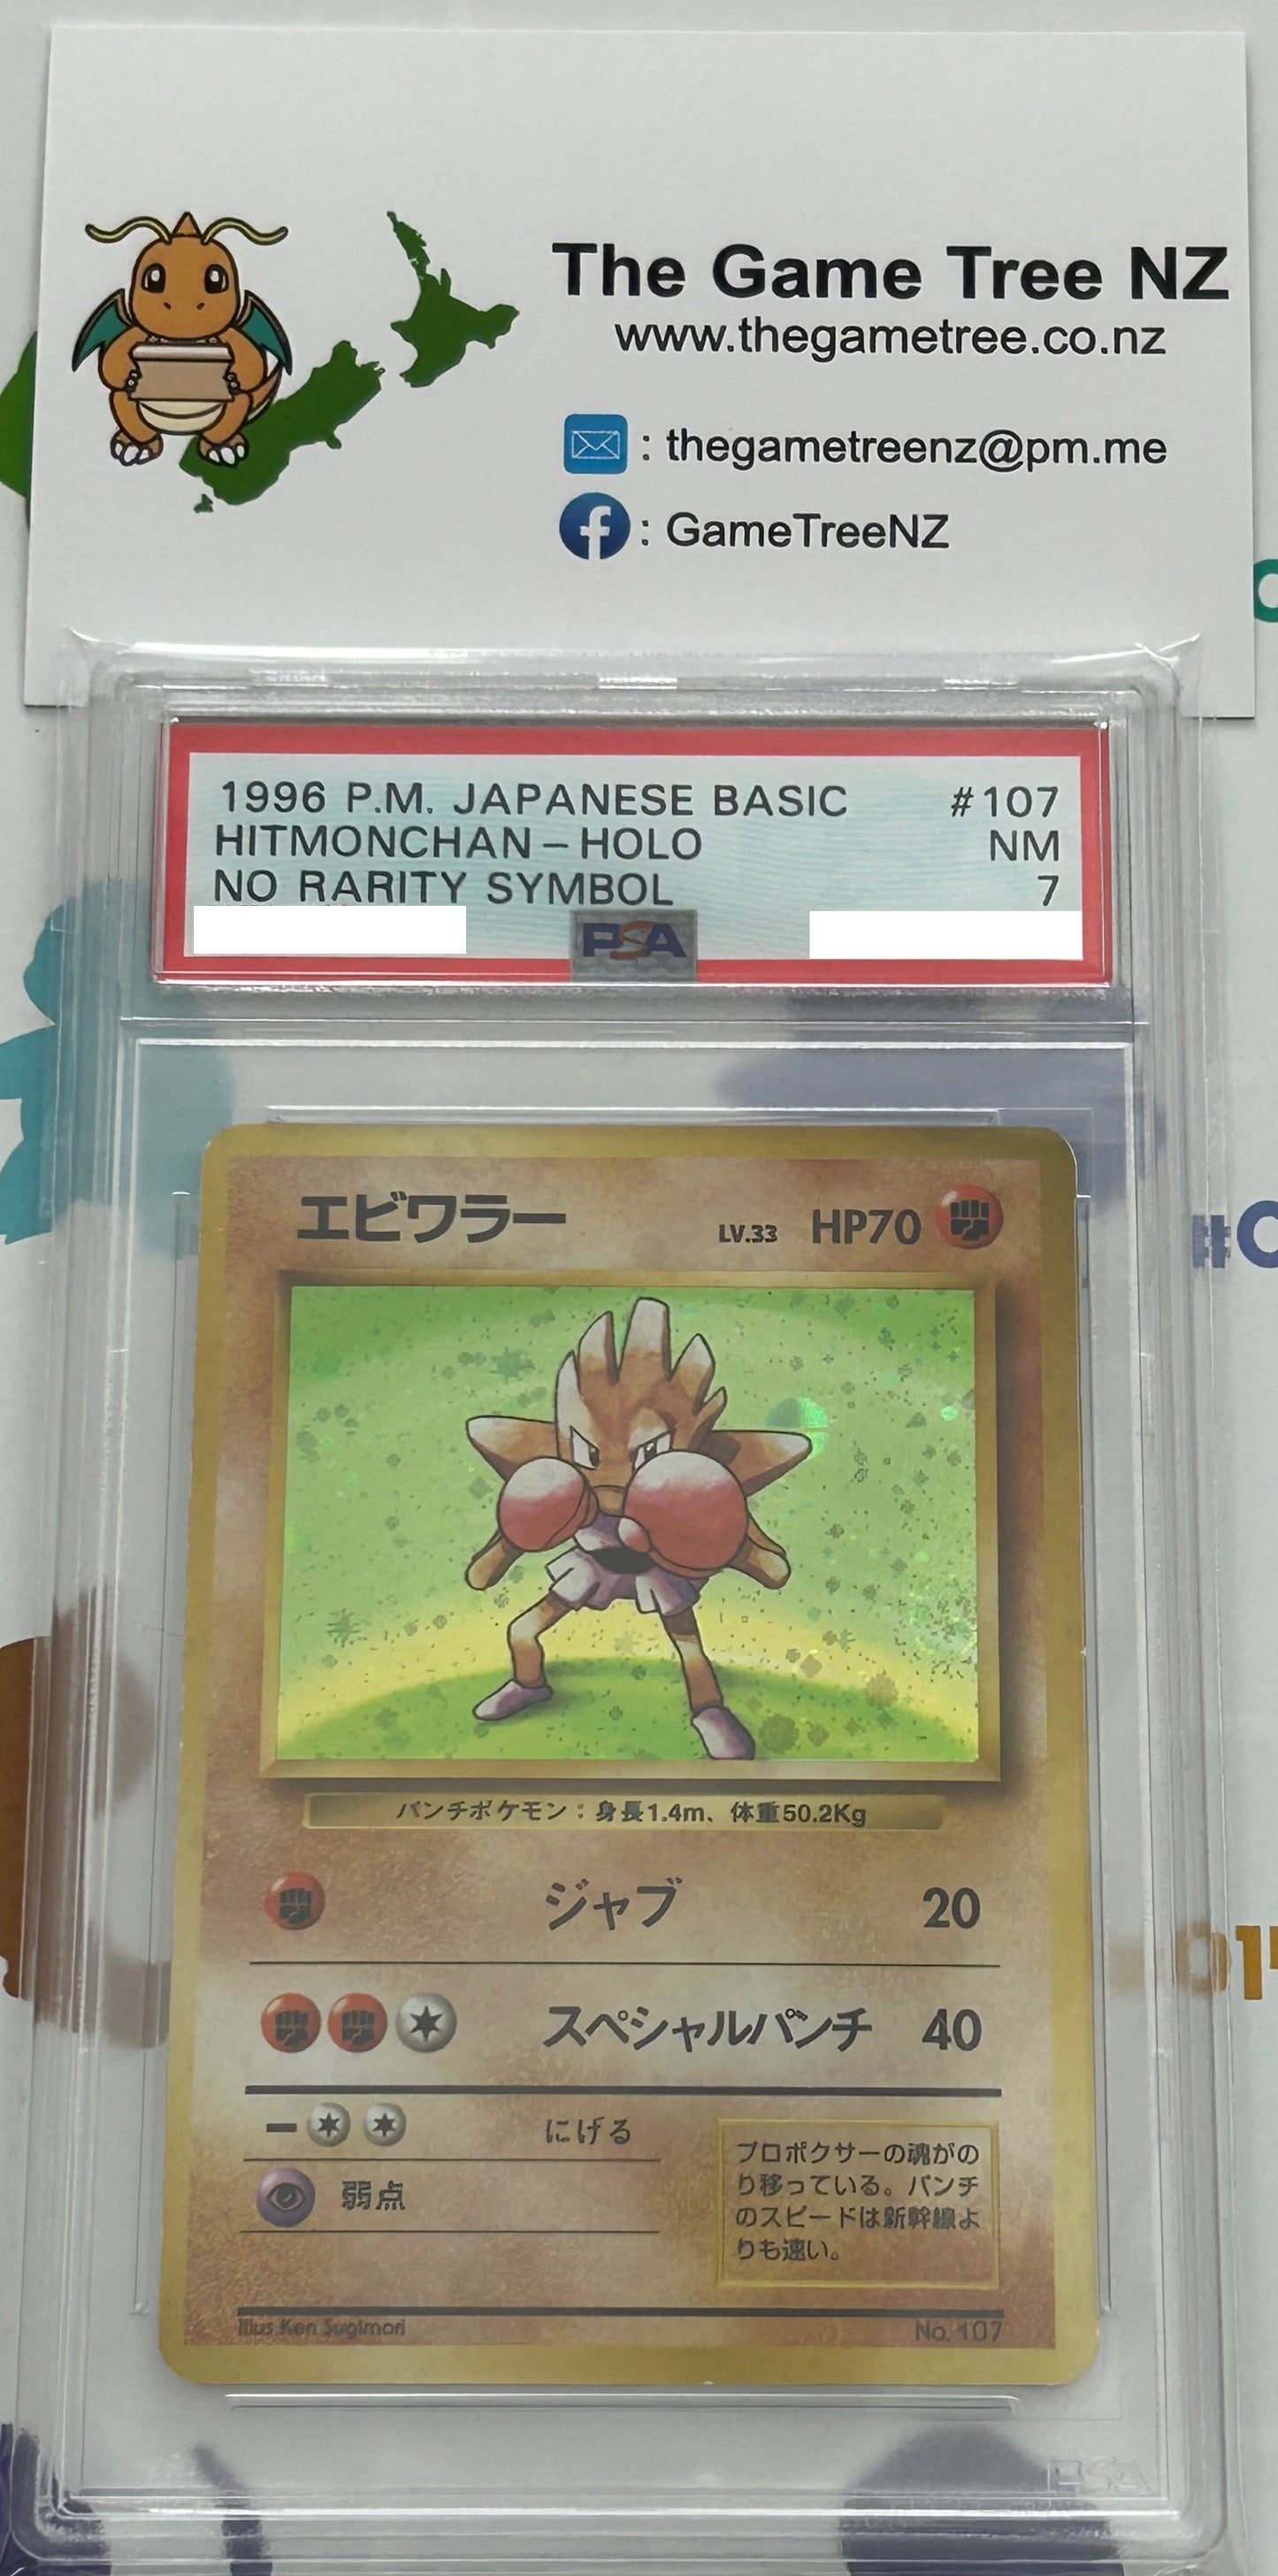 The Game Tree NZ
www.thegametree.co.nz
: thegametreenz@pm.me
: GameTreeNZ
1996 P.M. JAPANESE BASIC #107
HITMONCHAN-HOLO NM
NO RARITY SYMBOL 7
PSA
エビワラー LV.33 HP70
パンチポケモン：身長1.4m、体重50.2Kg
ジャブ 20
スペシャルパンチ 40
にげる
弱点
プロボクサーの魂がの
り移っている。パンチ
のスピードは新幹線よ
りも速い。
Illus.Ken Sugimori No. 107
PSA